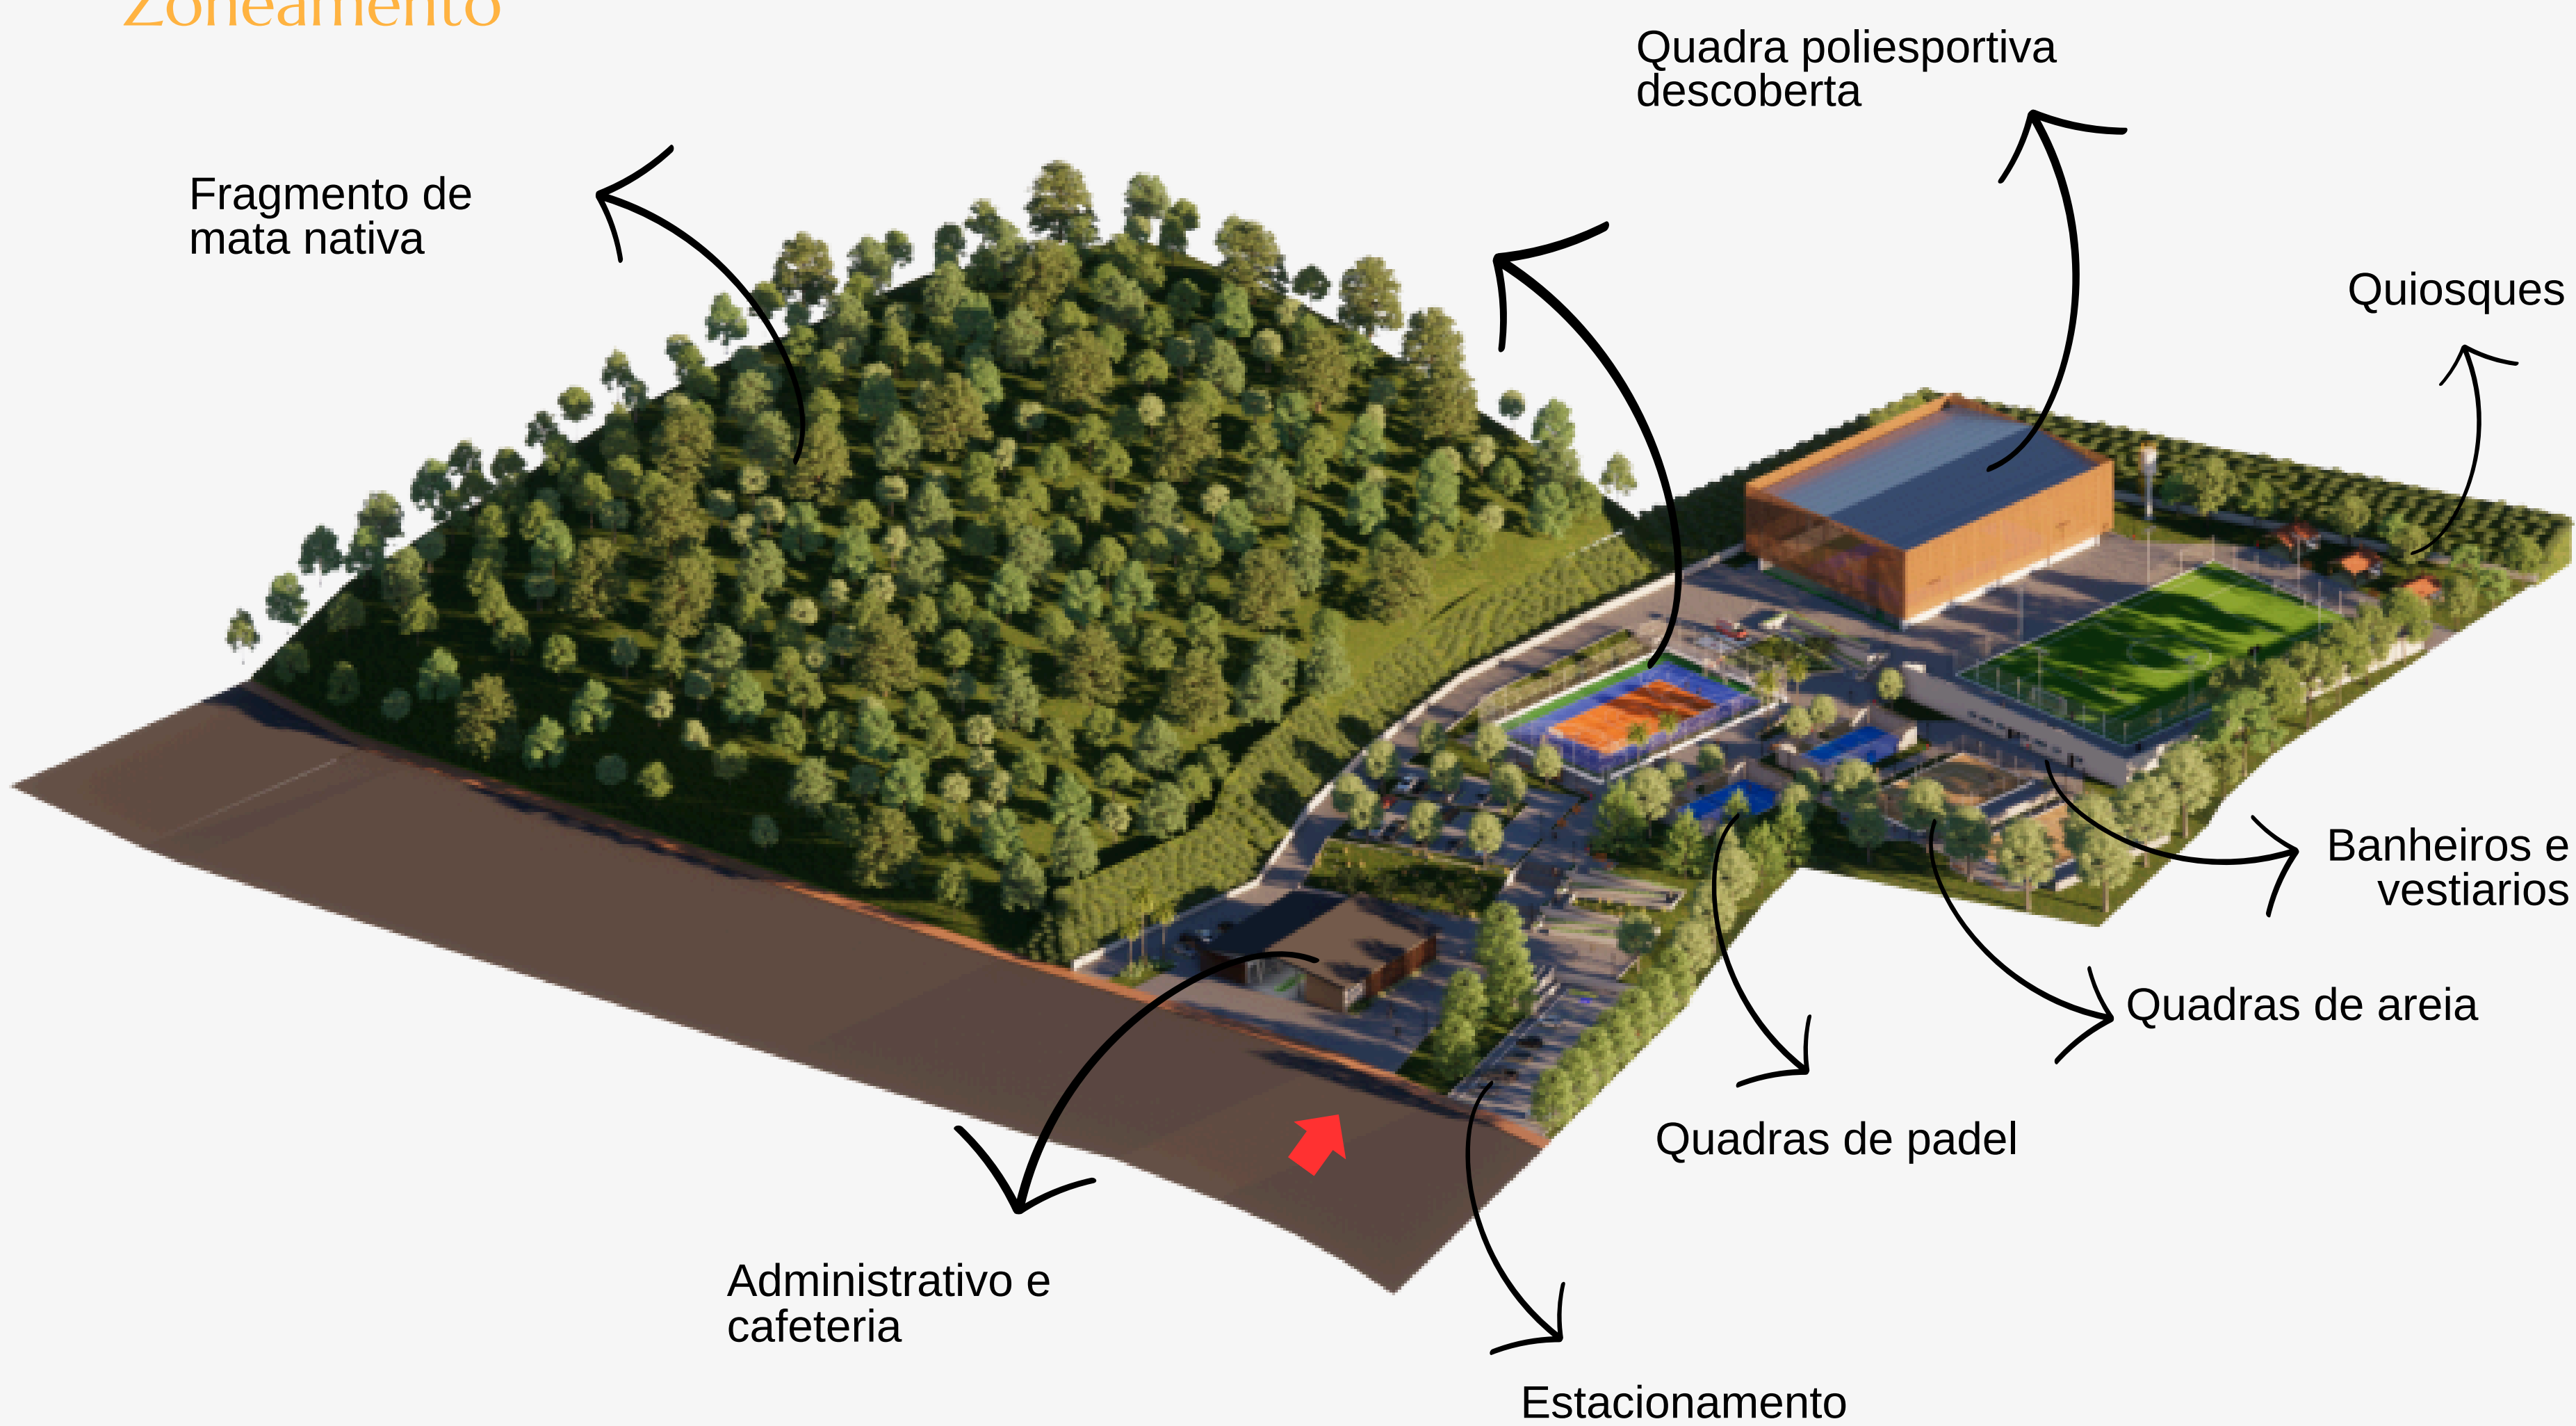 Zoneamento
Quadra poliesportiva
descoberta
Fragmento de
mata nativa
Quiosques
Banheiros e
vestiarios
Quadras de areia
Quadras de padel
Administrativo e
cafeteria
Estacionamento